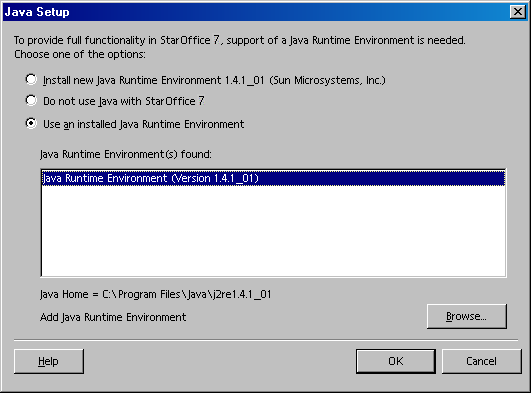 Java Setup
To provide full functionality in StarOffice 7, support of a Java Runtime Environment is needed.
Choose one of the options:
Install new Java Runtime Environment 1.4.1_01 (Sun Microsystems, Inc.)
Do not use Java with StarOffice 7
Use an installed Java Runtime Environment
Java Runtime Environment(s) found:
Java Runtime Environment (Version 1.4.1_01)
Java Home = C:\Program Files\Java\j2re1.4.1_01
Add Java Runtime Environment
Browse...
Help
OK
Cancel